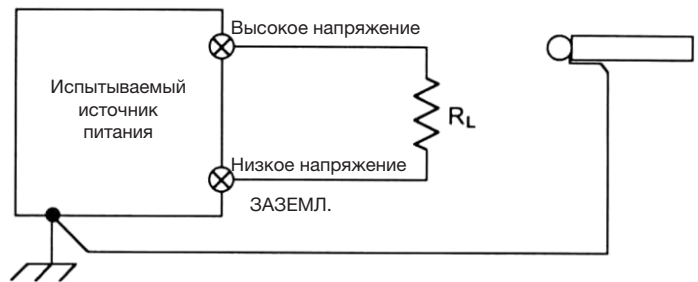 Высокое напряжение
Испытываемый
источник
питания
RL
Низкое напряжение
ЗАЗЕМЛ.